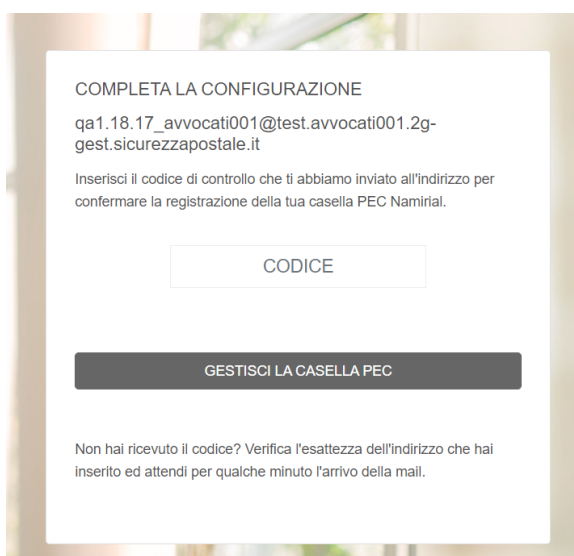 COMPLETA LA CONFIGURAZIONE
qa1.18.17_avvocati001@test.avvocati001.2g-
gest.sicurezzapostale.it
Inserisci il codice di controllo che ti abbiamo inviato all'indirizzo per
confermare la registrazione della tua casella PEC Namirial.
CODICE
GESTISCI LA CASELLA PEC
Non hai ricevuto il codice? Verifica l'esattezza dell'indirizzo che hai
inserito ed attendi per qualche minuto l'arrivo della mail.